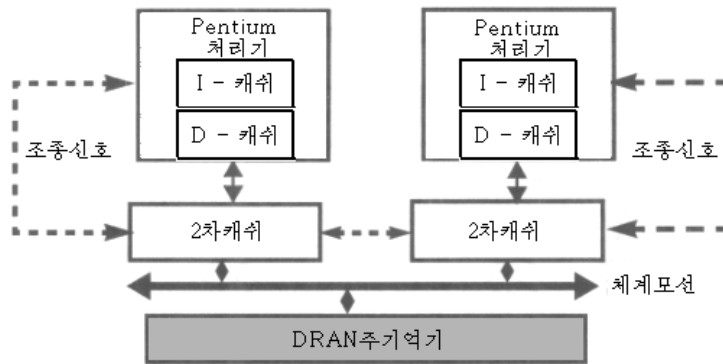 Pentium
처리기
I - 캐쉬
D - 캐쉬
Pentium
처리기
I - 캐쉬
D - 캐쉬
조종신호
조종신호
2차캐쉬
2차캐쉬
체계모선
DRAN주기억기